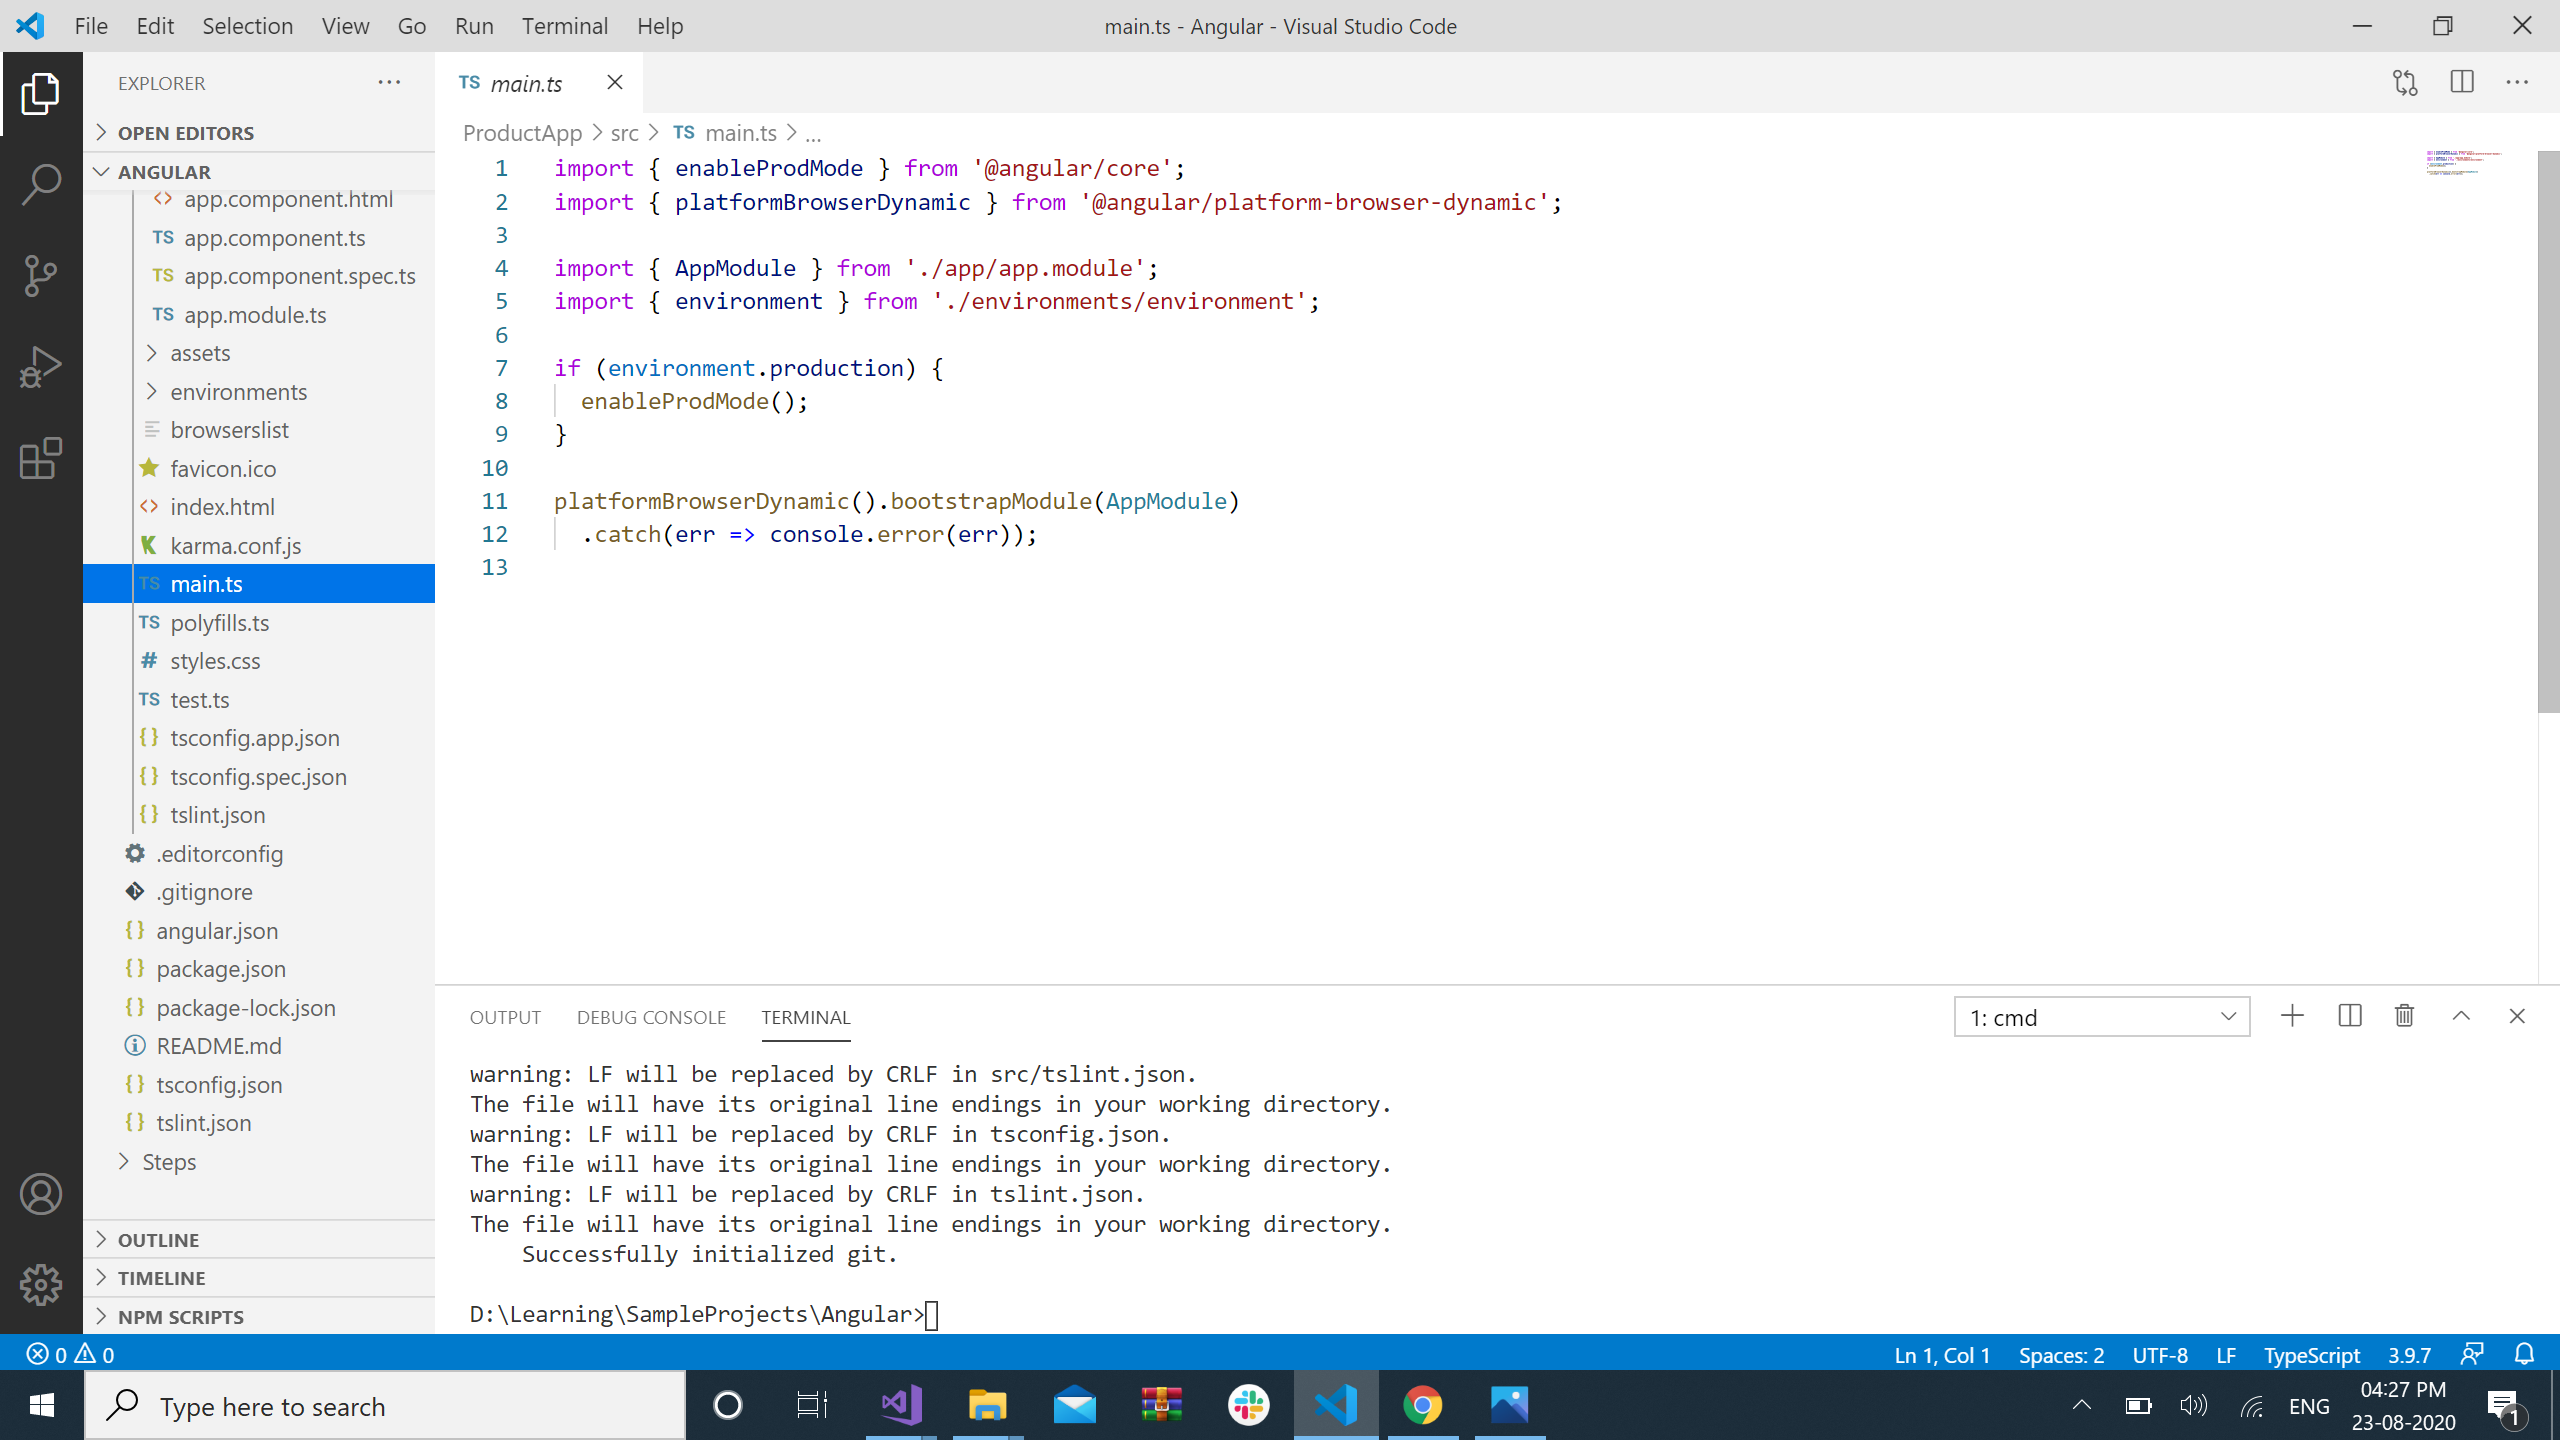 File Edit Selection View Go Run Terminal Help
main.ts - Angular - Visual Studio Code
EXPLORER
OPEN EDITORS
ANGULAR
<> app.component.html
TS app.component.ts
TS app.component.spec.ts
TS app.module.ts
assets
environments
browserslist
favicon.ico
<> index.html
K karma.conf.js
TS main.ts
TS polyfills.ts
# styles.css
TS test.ts
{} tsconfig.app.json
{} tsconfig.spec.json
{} tslint.json
.editorconfig
.gitignore
{} angular.json
{} package.json
{} package-lock.json
README.md
{} tsconfig.json
{} tslint.json
Steps
OUTLINE
TIMELINE
NPM SCRIPTS
TS main.ts
ProductApp > src > TS main.ts > ...
1 import { enableProdMode } from '@angular/core';
2 import { platformBrowserDynamic } from '@angular/platform-browser-dynamic';
3
4 import { AppModule } from './app/app.module';
5 import { environment } from './environments/environment';
6
7 if (environment.production) {
8 enableProdMode();
9 }
10
11 platformBrowserDynamic().bootstrapModule(AppModule)
12 .catch(err => console.error(err));
13
OUTPUT DEBUG CONSOLE TERMINAL
1: cmd
warning: LF will be replaced by CRLF in src/tslint.json.
The file will have its original line endings in your working directory.
warning: LF will be replaced by CRLF in tsconfig.json.
The file will have its original line endings in your working directory.
warning: LF will be replaced by CRLF in tslint.json.
The file will have its original line endings in your working directory.
Successfully initialized git.
D:\Learning\SampleProjects\Angular>
0 0
Ln 1, Col 1 Spaces: 2 UTF-8 LF TypeScript 3.9.7
Type here to search
ENG
04:27 PM
23-08-2020
1